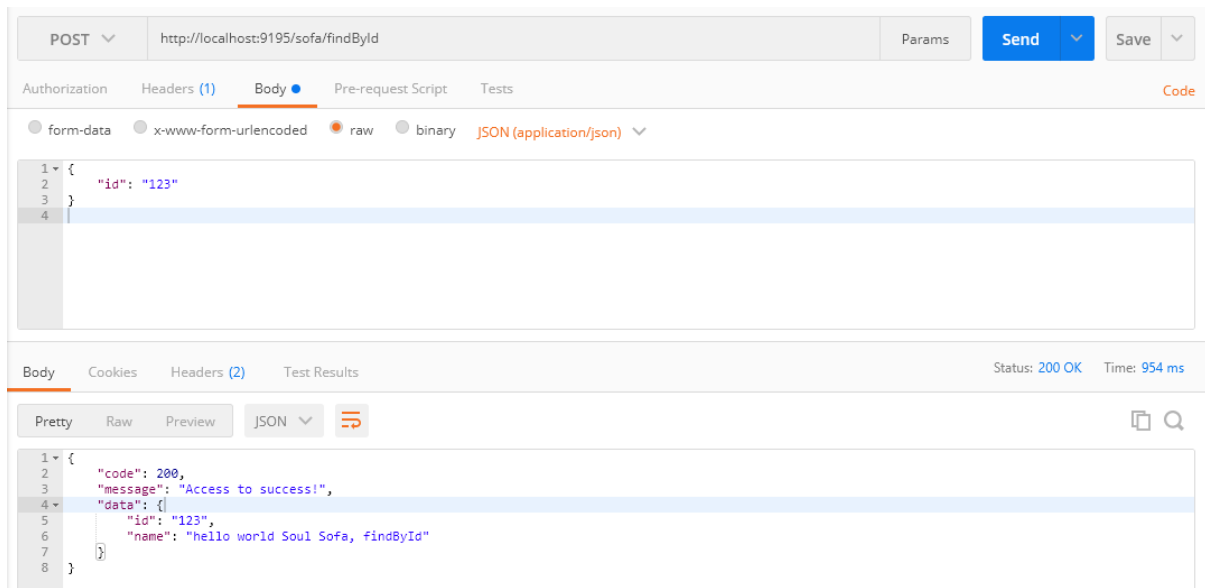 POST http://localhost:9195/sofa/findById Params Send Save
Authorization Headers (1) Body Pre-request Script Tests Code
form-data x-www-form-urlencoded raw binary JSON (application/json)
1 {
2 "id": "123"
3 }
4
Body Cookies Headers (2) Test Results Status: 200 OK Time: 954 ms
Pretty Raw Preview JSON
1 {
2 "code": 200,
3 "message": "Access to success!",
4 "data": {
5 "id": "123",
6 "name": "hello world Soul Sofa, findById"
7 }
8 }